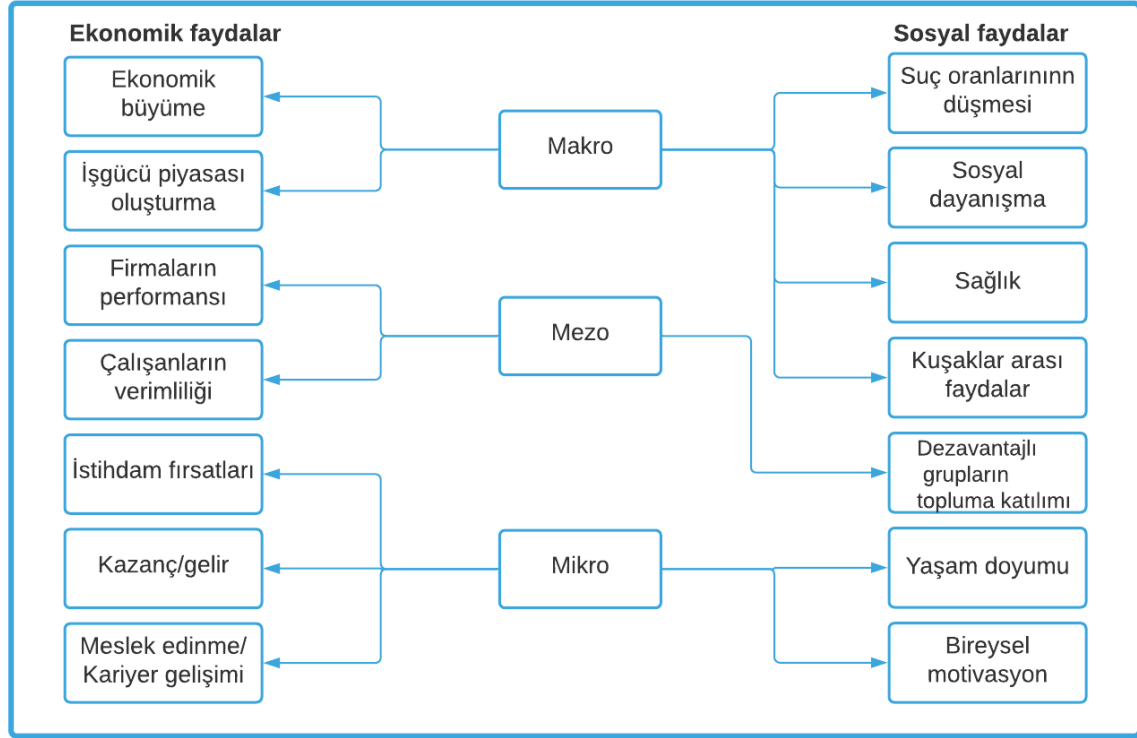 Ekonomik faydalar
Ekonomik
büyüme
İşgücü piyasası
oluşturma
Firmaların
performansı
Çalışanların
verimliliği
İstihdam fırsatları
Kazanç/gelir
Meslek edinme/
Kariyer gelişimi
Makro
Mezo
Mikro
Sosyal faydalar
Suç oranlarınınn
düşmesi
Sosyal
dayanışma
Sağlık
Kuşaklar arası
faydalar
Dezavantajlı
grupların
topluma katılımı
Yaşam doyumu
Bireysel
motivasyon